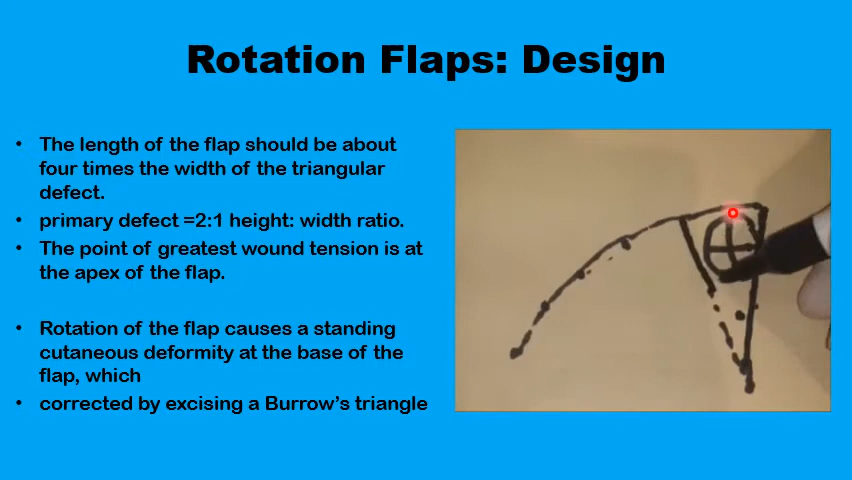 Rotation Flaps: Design
• The length of the flap should be about
four times the width of the triangular
defect.
• primary defect =2:1 height: width ratio.
• The point of greatest wound tension is at
the apex of the flap.
• Rotation of the flap causes a standing
cutaneous deformity at the base of the
flap, which
• corrected by excising a Burrow’s triangle